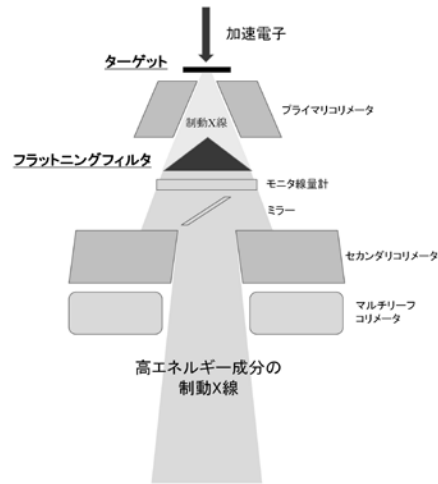 加速電子
ターゲット
プライマリコリメータ
制動X線
フラットニングフィルタ
モニタ線量計
ミラー
セカンダリコリメータ
マルチリーフ
コリメータ
高エネルギー成分の
制動X線